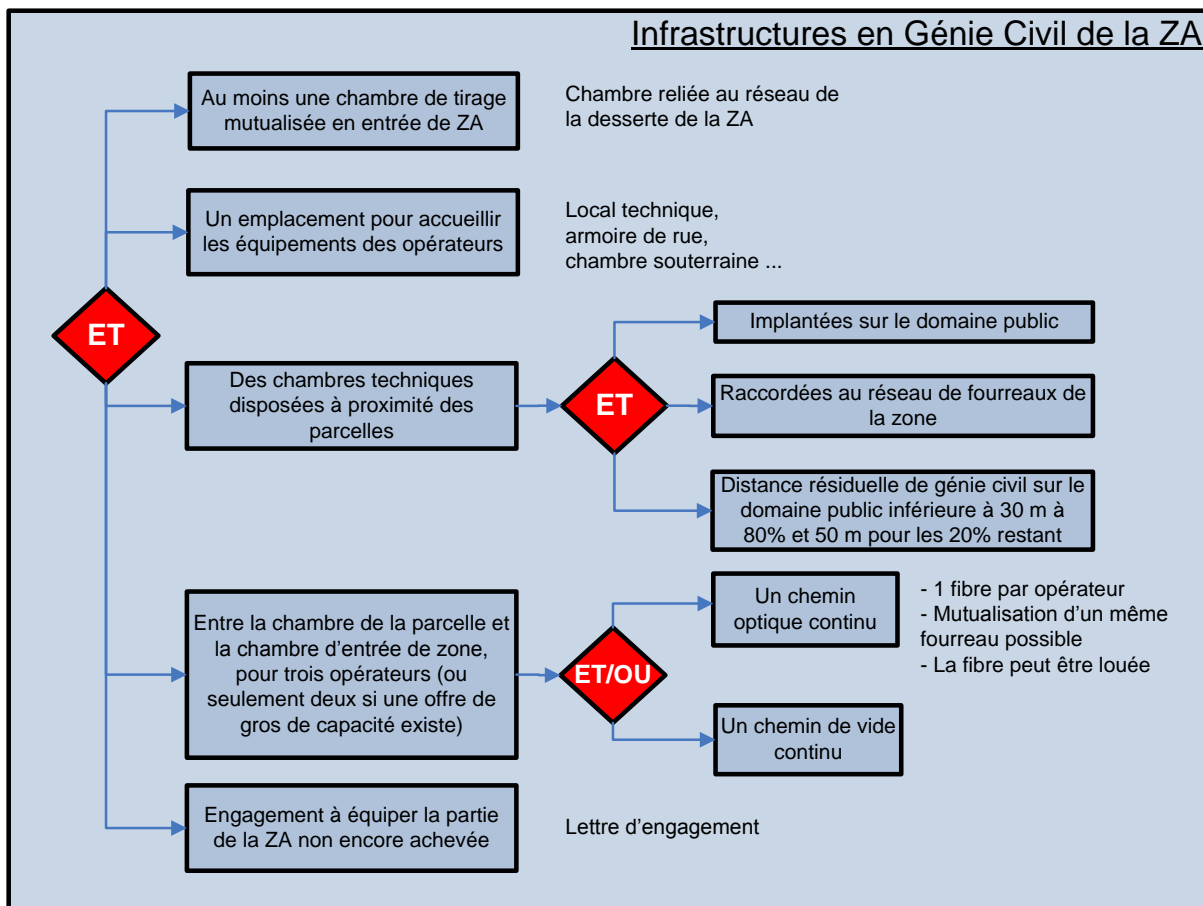 Infrastructures en Génie Civil de la ZA
Au moins une chambre de tirage
mutualisée en entrée de ZA
Chambre reliée au réseau de
la desserte de la ZA
Un emplacement pour accueillir
les équipements des opérateurs
Local technique,
armoire de rue,
chambre souterraine ...
ET
Des chambres techniques
disposées à proximité des
parcelles
ET
Implantées sur le domaine public
Raccordées au réseau de fourreaux de
la zone
Distance résiduelle de génie civil sur le
domaine public inférieure à 30 m à
80% et 50 m pour les 20% restant
Entre la chambre de la parcelle et
la chambre d'entrée de zone,
pour trois opérateurs (ou
seulement deux si une offre de
gros de capacité existe)
ET/OU
Un chemin
optique continu
- 1 fibre par opérateur
- Mutualisation d'un même
fourreau possible
- La fibre peut être louée
Un chemin de vide
continu
Engagement à équiper la partie
de la ZA non encore achevée
Lettre d'engagement